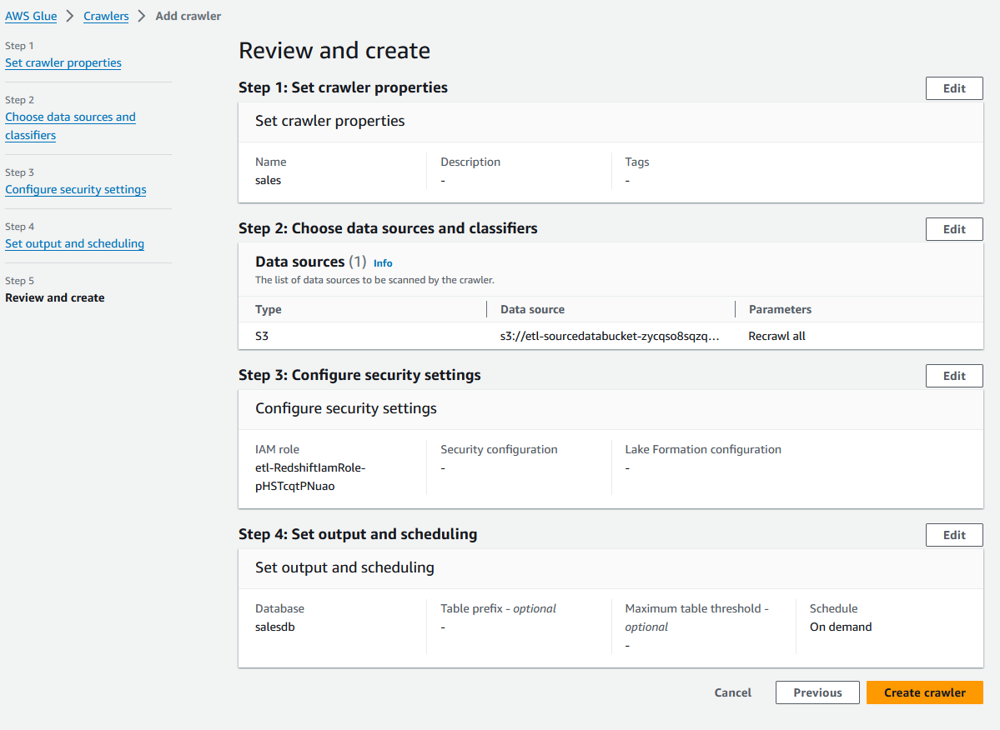 AWS Glue > Crawlers > Add crawler
Step 1
Set crawler properties
Step 2
Choose data sources and
classifiers
Step 3
Configure security settings
Step 4
Set output and scheduling
Step 5
Review and create
Review and create
Step 1: Set crawler properties
Edit
Set crawler properties
Name Description Tags
sales - -
Step 2: Choose data sources and classifiers
Edit
Data sources (1) Info
The list of data sources to be scanned by the crawler.
Type Data source Parameters
S3 s3://etl-sourcedatabucket-zycqso8sqzq... Recrawl all
Step 3: Configure security settings
Edit
Configure security settings
IAM role Security configuration Lake Formation configuration
etl-RedshiftIamRole- - -
pHSTcqtPNuao
Step 4: Set output and scheduling
Edit
Set output and scheduling
Database Table prefix - optional Maximum table threshold - Schedule
salesdb - optional On demand
-
Cancel Previous Create crawler